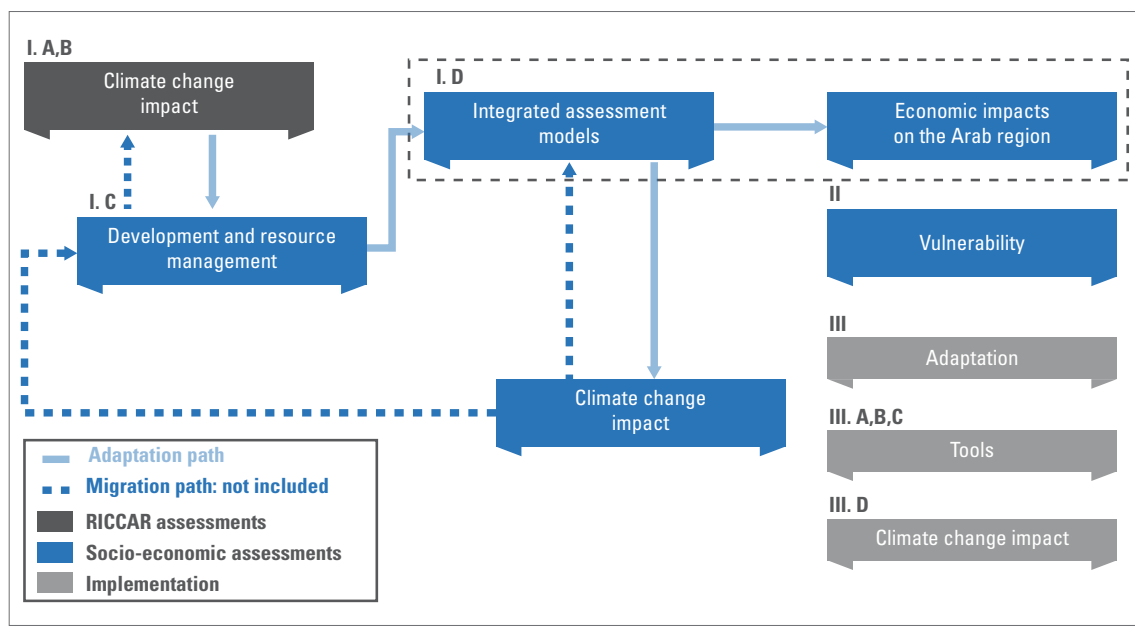 I. A,B
Climate change
impact
I. C
Development and resource
management
I. D
Integrated assessment
models
Economic impacts
on the Arab region
II
Vulnerability
III
Adaptation
III. A,B,C
Tools
III. D
Climate change impact
Climate change
impact
Adaptation path
Migration path: not included
RICCAR assessments
Socio-economic assessments
Implementation